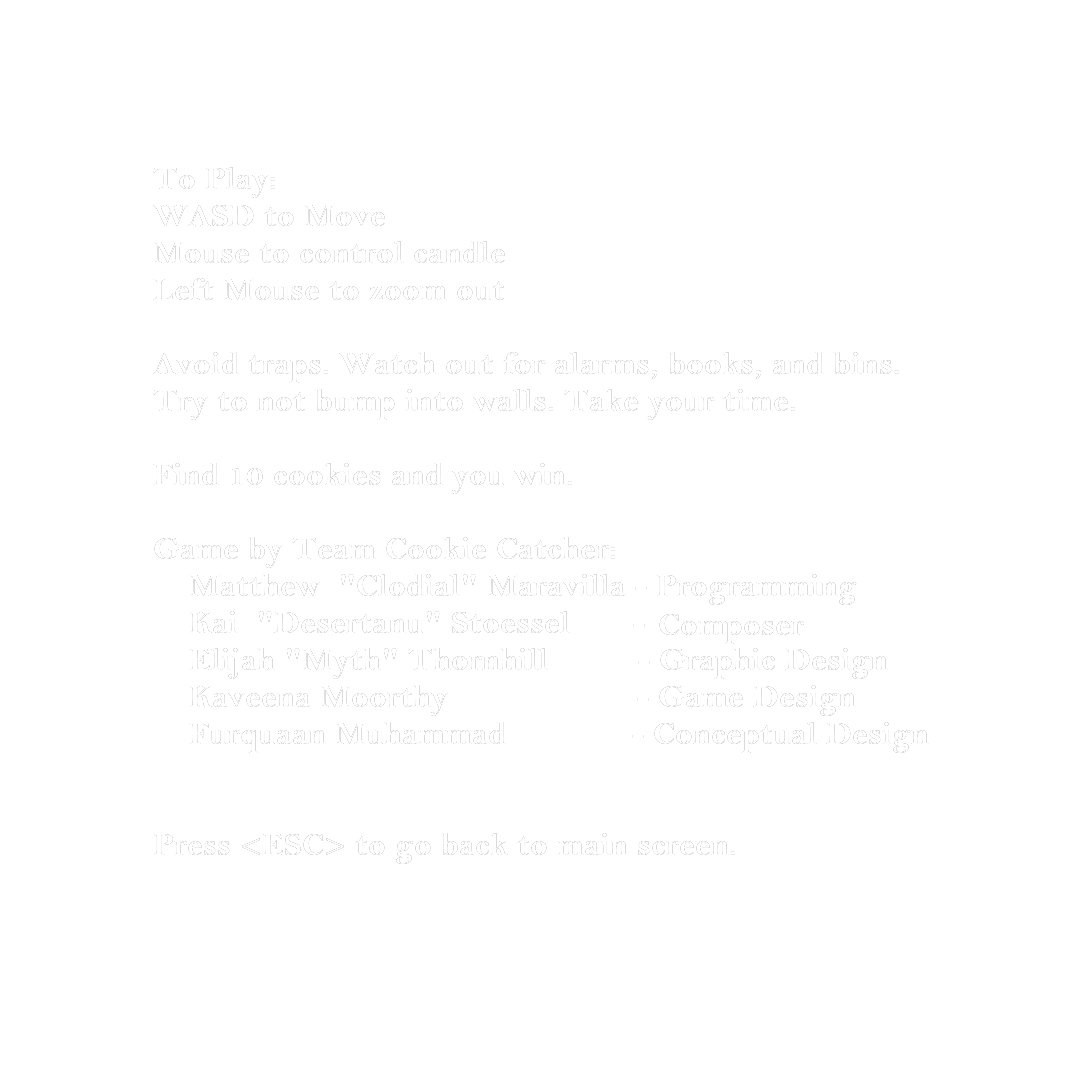 To Play:
WASD to Move
Mouse to control candle
Left Mouse to zoom out
Avoid traps. Watch out for alarms, books, and bins.
Try to not bump into walls. Take your time.
Find 10 cookies and you win.
Game by Team Cookie Catcher:
Matthew "Clodial" Maravilla - Programming
Kai "Desertanu" Stoessel - Composer
Elijah "Myth" Thornhill - Graphic Design
Kaveena Moorthy - Game Design
Furquaan Muhammad - Conceptual Design
Press <ESC> to go back to main screen.